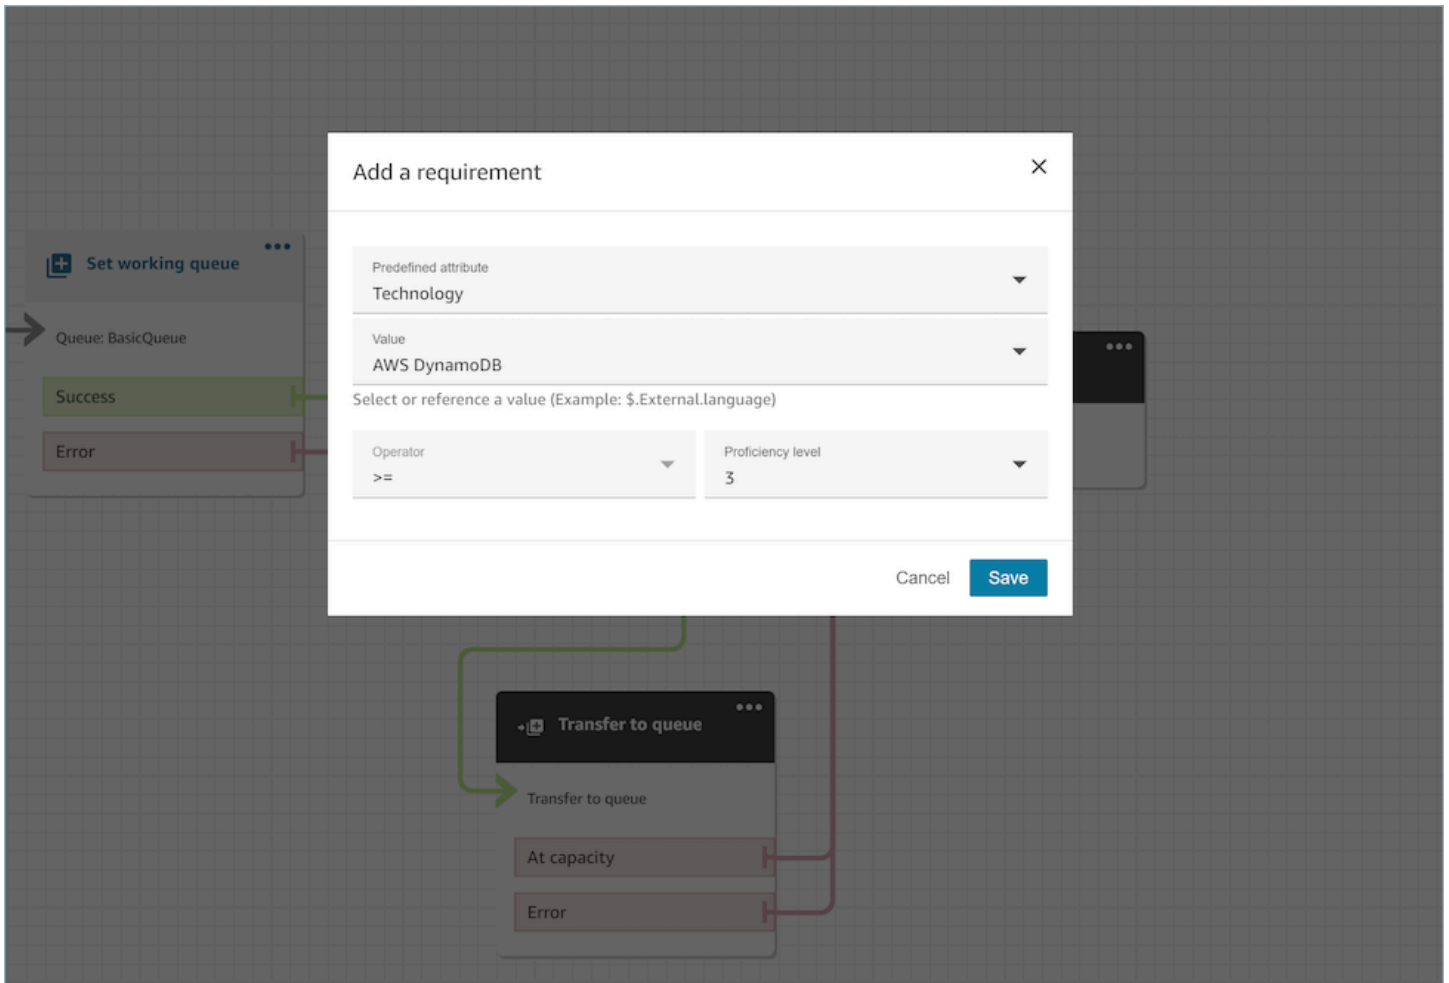 Add a requirement
Predefined attribute
Technology
Value
AWS DynamoDB
Select or reference a value (Example: $.External.language)
Operator
>=
Proficiency level
3
Cancel
Save
Set working queue
Queue: BasicQueue
Success
Error
Transfer to queue
Transfer to queue
At capacity
Error